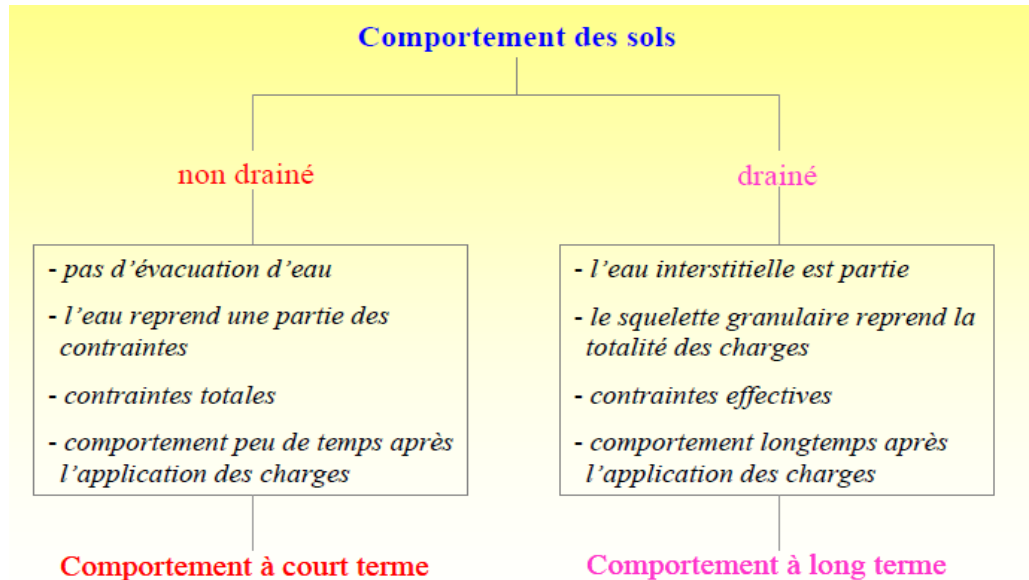 Comportement des sols
non drainé
drainé
- pas d'évacuation d'eau
- l'eau reprend une partie des
contraintes
- contraintes totales
- comportement peu de temps après
l'application des charges
- l'eau interstitielle est partie
- le squelette granulaire reprend la
totalité des charges
- contraintes effectives
- comportement longtemps après
l'application des charges
Comportement à court terme
Comportement à long terme